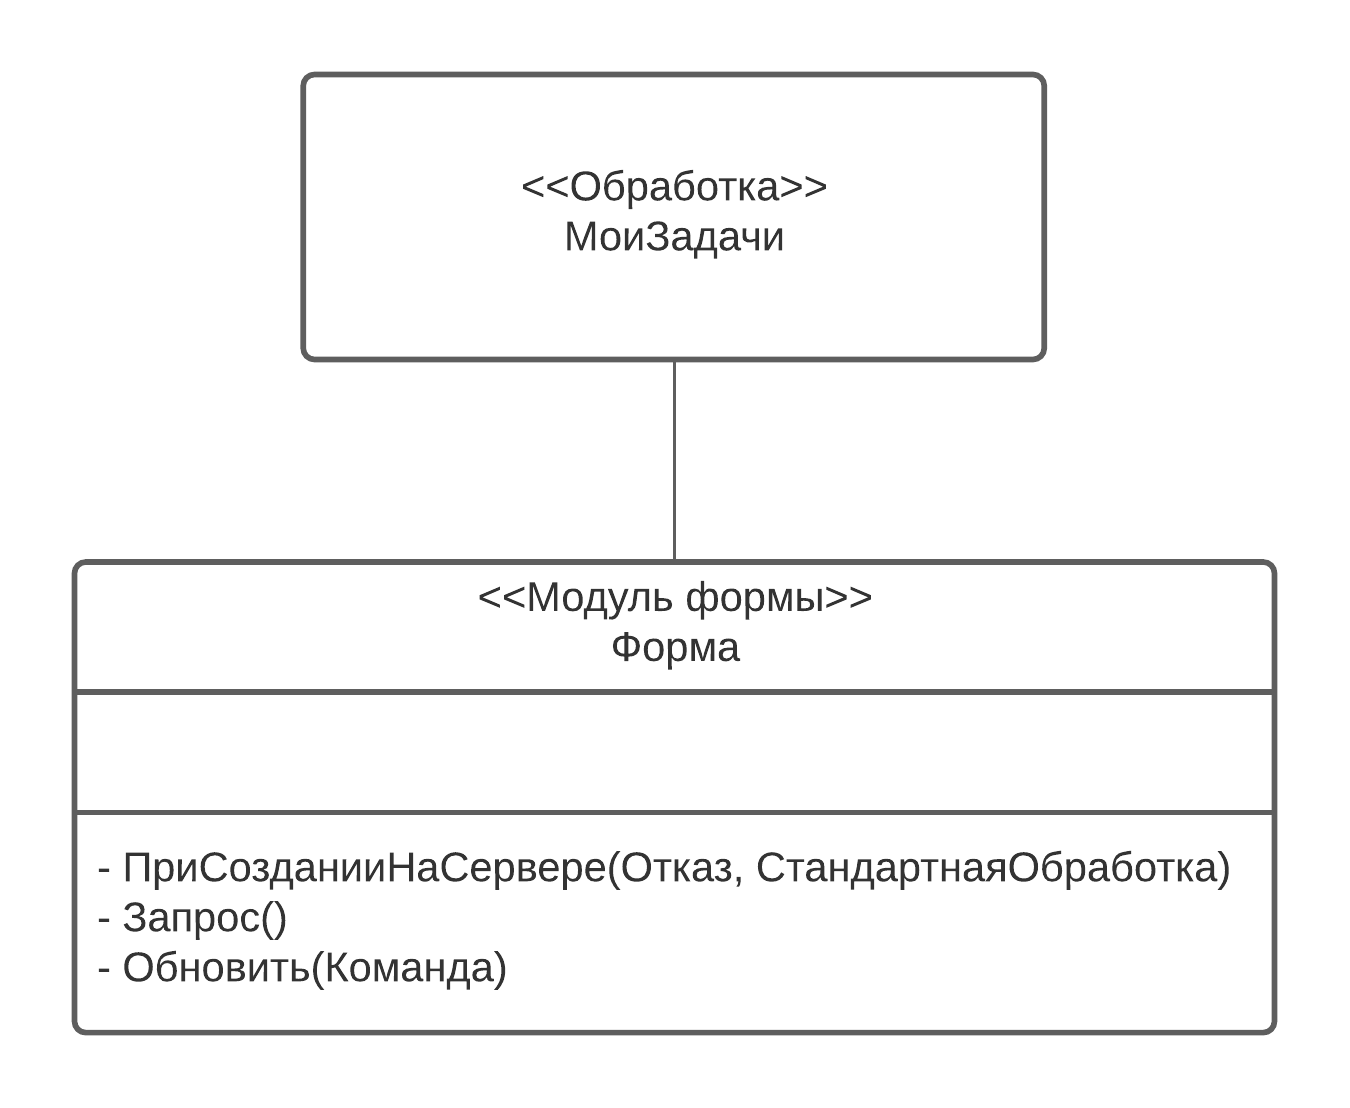 <<Обработка>>
МоиЗадачи
<<Модуль формы>>
Форма
- ПриСозданииНаСервере(Отказ, СтандартнаяОбработка)
- Запрос()
- Обновить(Команда)